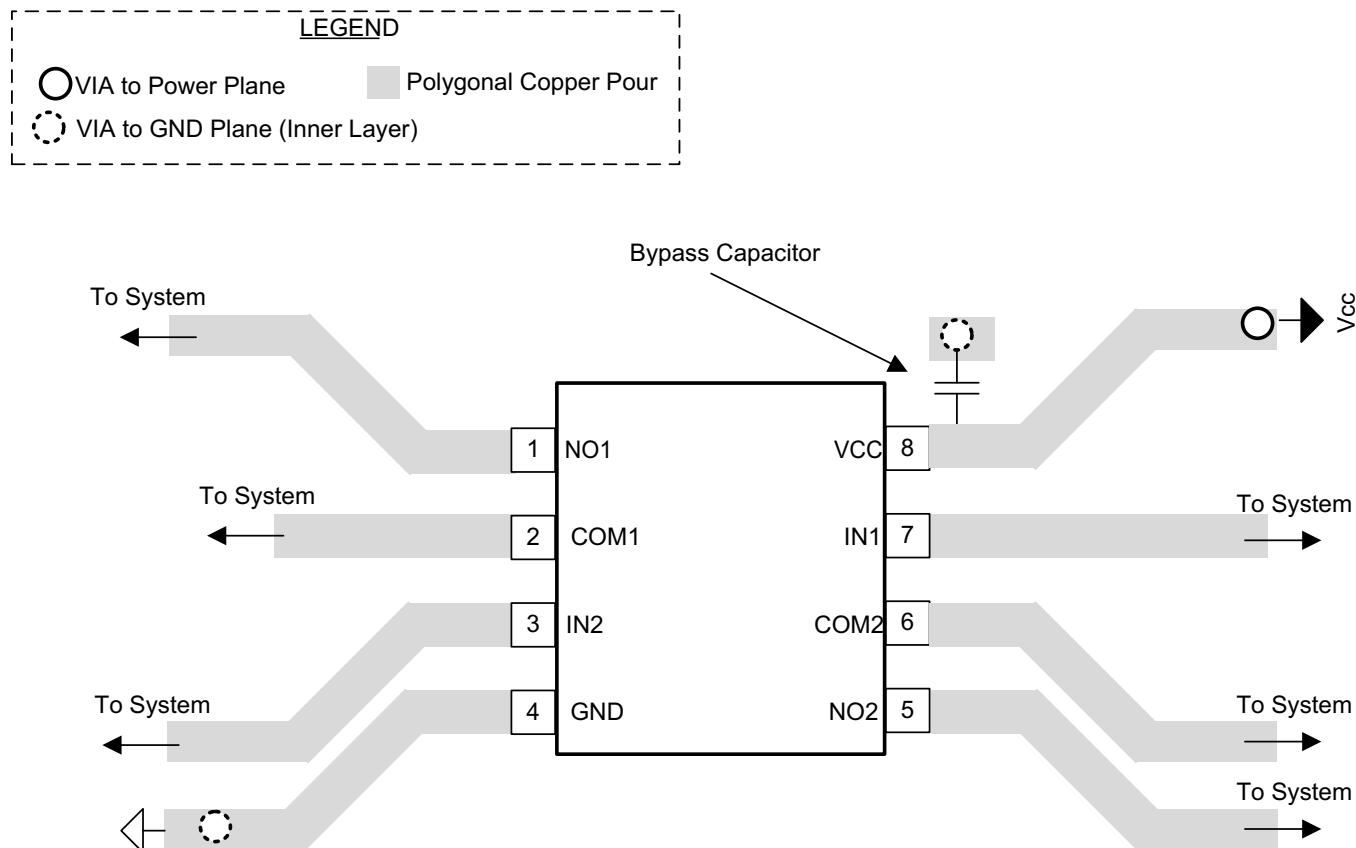 LEGEND
VIA to Power Plane
Polygonal Copper Pour
VIA to GND Plane (Inner Layer)
Bypass Capacitor
To System
Vcc
1 NO1
VCC 8
To System
To System
2 COM1
IN1 7
3 IN2
COM2 6
To System
To System
4 GND
NO2 5
To System